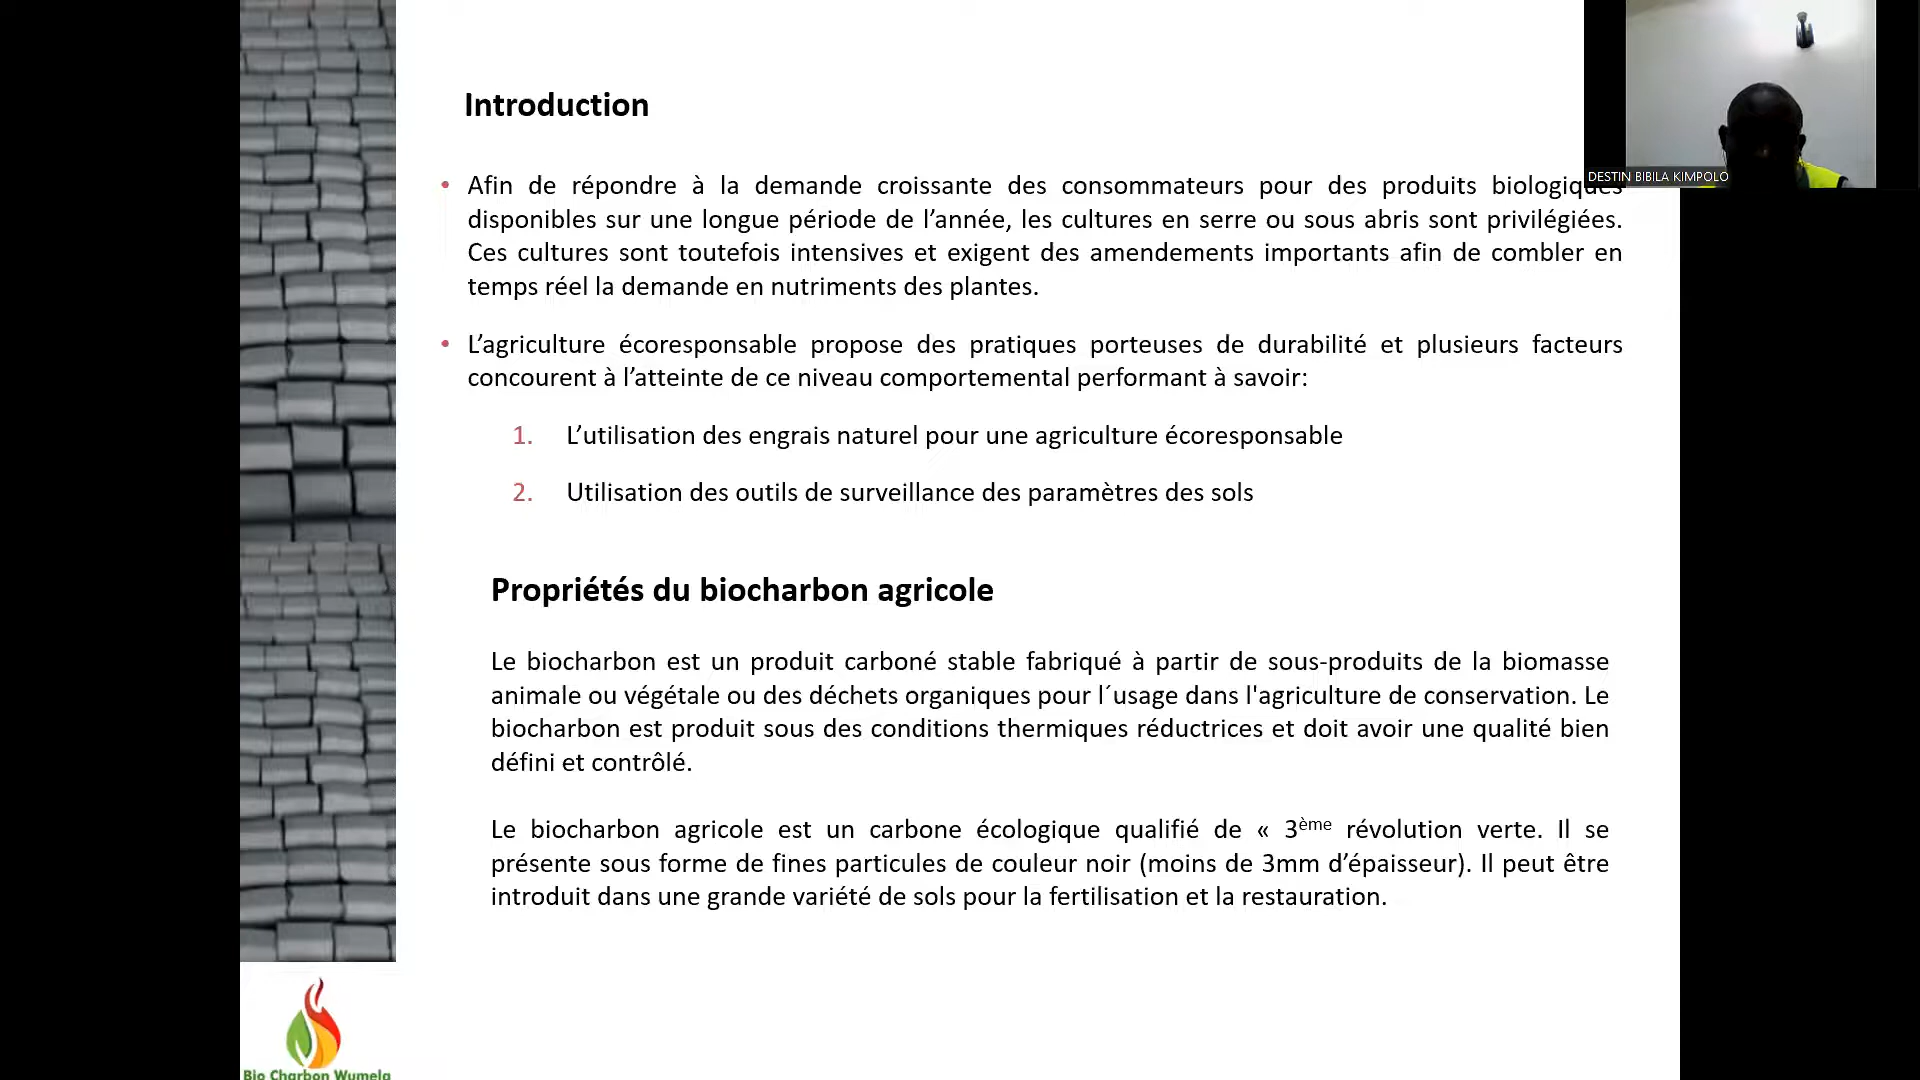 Introduction
DESTIN BIBILA KIMPOLO
• Afin de répondre à la demande croissante des consommateurs pour des produits biologiques
disponibles sur une longue période de l’année, les cultures en serre ou sous abris sont privilégiées.
Ces cultures sont toutefois intensives et exigent des amendements importants afin de combler en
temps réel la demande en nutriments des plantes.
• L’agriculture écoresponsable propose des pratiques porteuses de durabilité et plusieurs facteurs
concourent à l’atteinte de ce niveau comportemental performant à savoir:
1. L’utilisation des engrais naturel pour une agriculture écoresponsable
2. Utilisation des outils de surveillance des paramètres des sols
Propriétés du biocharbon agricole
Le biocharbon est un produit carboné stable fabriqué à partir de sous-produits de la biomasse
animale ou végétale ou des déchets organiques pour l´usage dans l'agriculture de conservation. Le
biocharbon est produit sous des conditions thermiques réductrices et doit avoir une qualité bien
défini et contrôlé.
Le biocharbon agricole est un carbone écologique qualifié de « 3ème révolution verte. Il se
présente sous forme de fines particules de couleur noir (moins de 3mm d’épaisseur). Il peut être
introduit dans une grande variété de sols pour la fertilisation et la restauration.
Bio Charbon Wumela